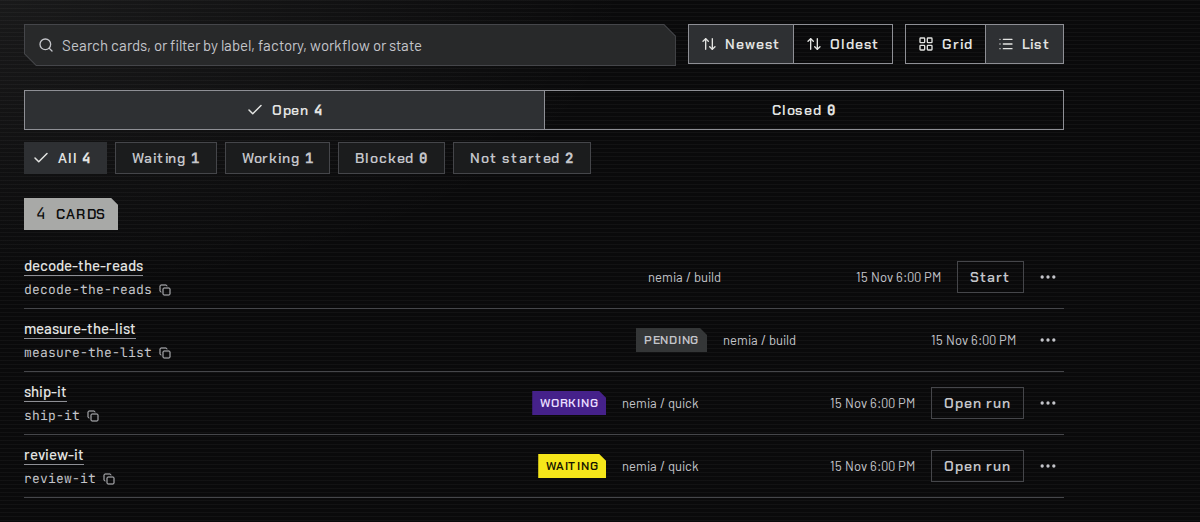 Search cards, or filter by label, factory, workflow or state
Newest
Oldest
Grid
List
Open 4
Closed 0
All 4
Waiting 1
Working 1
Blocked 0
Not started 2
4 CARDS
decode-the-reads
decode-the-reads
nemia / build
15 Nov 6:00 PM
Start
measure-the-list
measure-the-list
PENDING
nemia / build
15 Nov 6:00 PM
ship-it
ship-it
WORKING
nemia / quick
15 Nov 6:00 PM
Open run
review-it
review-it
WAITING
nemia / quick
15 Nov 6:00 PM
Open run